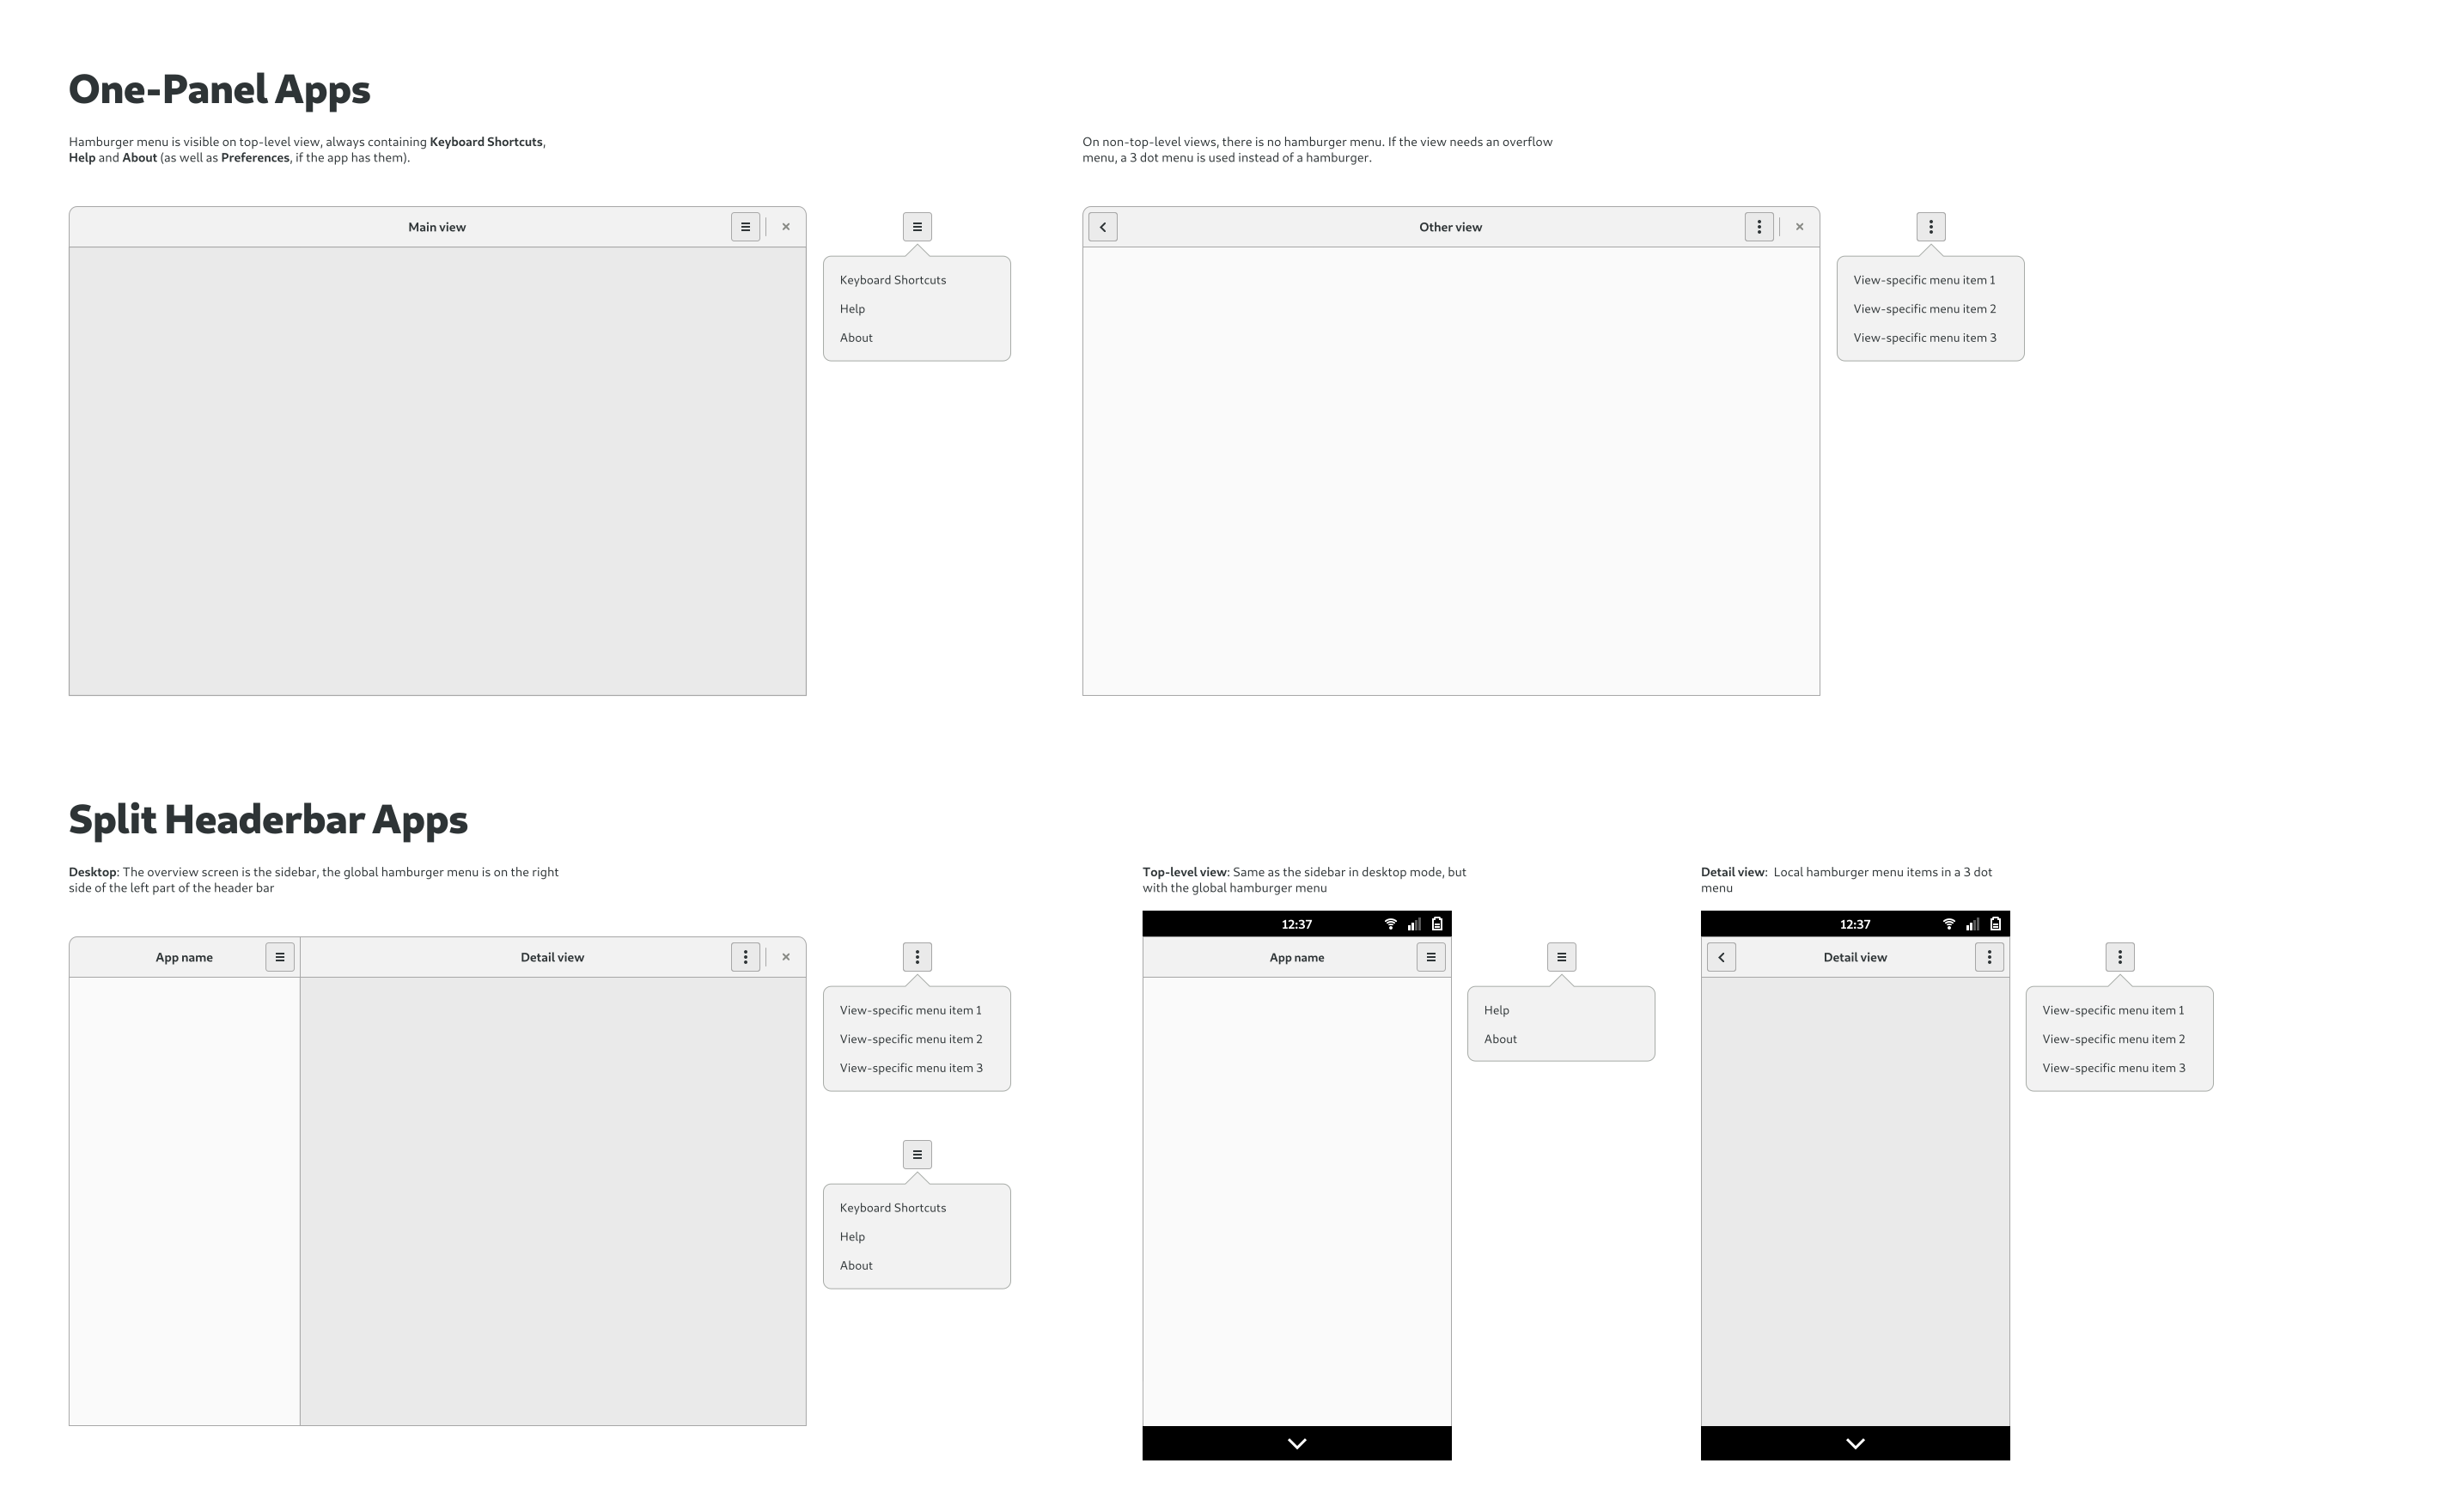 One-Panel Apps
Hamburger menu is visible on top-level view, always containing Keyboard Shortcuts,
Help and About (as well as Preferences, if the app has them).
Main view
Keyboard Shortcuts
Help
About
On non-top-level views, there is no hamburger menu. If the view needs an overflow
menu, a 3 dot menu is used instead of a hamburger.
Other view
View-specific menu item 1
View-specific menu item 2
View-specific menu item 3
Split Headerbar Apps
Desktop: The overview screen is the sidebar, the global hamburger menu is on the right
side of the left part of the header bar
App name
Detail view
View-specific menu item 1
View-specific menu item 2
View-specific menu item 3
Keyboard Shortcuts
Help
About
Top-level view: Same as the sidebar in desktop mode, but
with the global hamburger menu
12:37
App name
Help
About
Detail view: Local hamburger menu items in a 3 dot
menu
12:37
Detail view
View-specific menu item 1
View-specific menu item 2
View-specific menu item 3